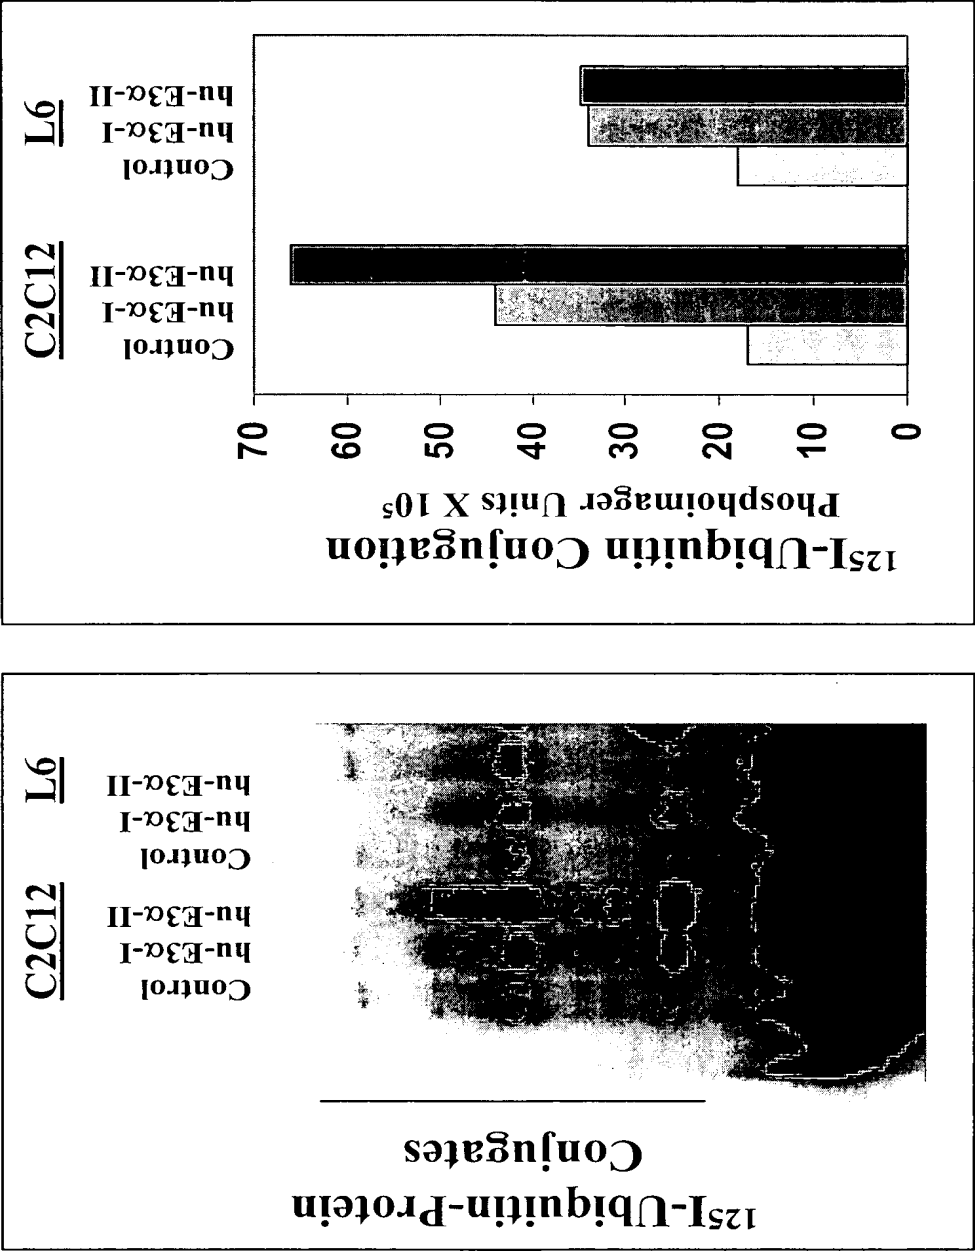 ¹²⁵I-Ubiquitin-Protein
Conjugates
Control
hu-E3α-I
hu-E3α-II
C2C12
Control
hu-E3α-I
hu-E3α-II
L6
¹²⁵I-Ubiquitin Conjugation
Phosphoimager Units X 10⁵
0
10
20
30
40
50
60
70
Control
hu-E3α-I
hu-E3α-II
C2C12
Control
hu-E3α-I
hu-E3α-II
L6